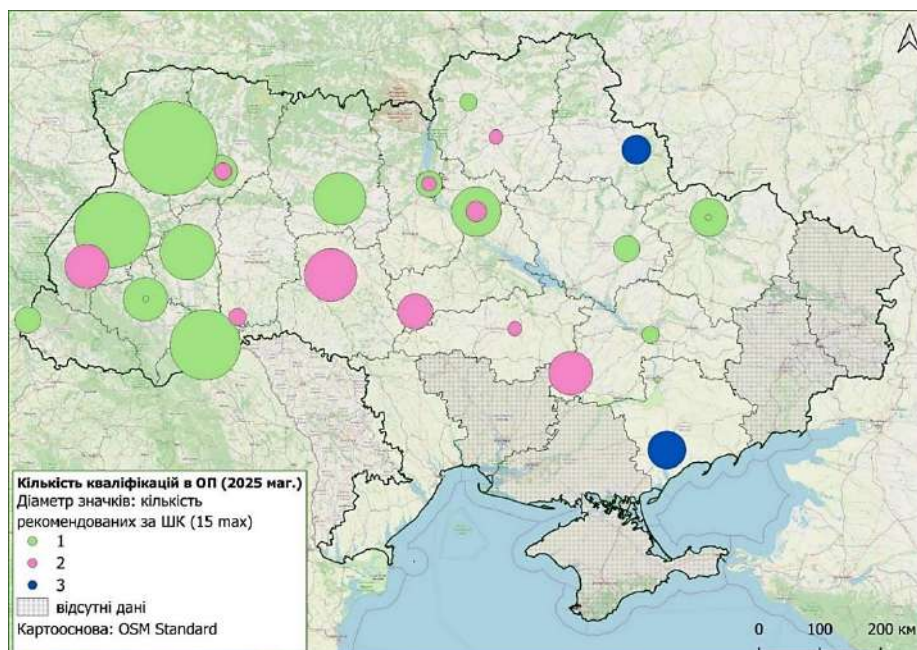 Кількість кваліфікацій в ОП (2025 маг.)
Діаметр значків: кількість
рекомендованих за ШК (15 max)
1
2
3
відсутні дані
Картооснова: OSM Standard
0 100 200 км